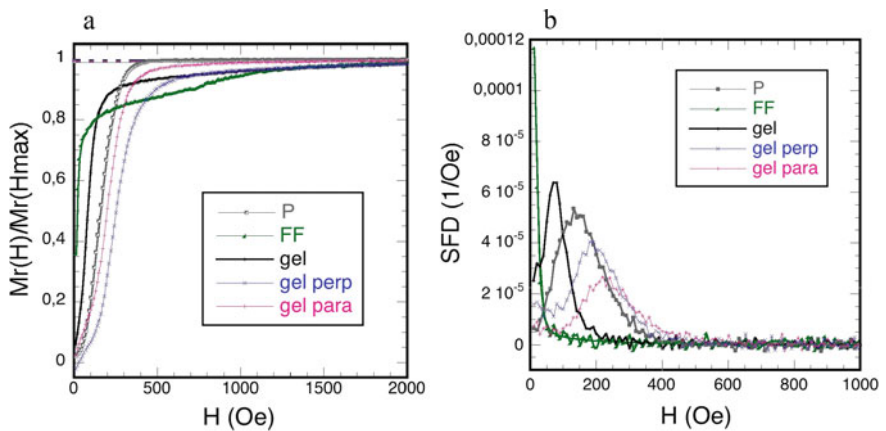 a
Mr(H)/Mr(Hmax)
1
0,8
0,6
0,4
0,2
0
P
FF
gel
gel perp
gel para
0 500 1000 1500 2000
H (Oe)
b
SFD (1/Oe)
0,00012
0,0001
8 10⁻⁵
6 10⁻⁵
4 10⁻⁵
2 10⁻⁵
0
P
FF
gel
gel perp
gel para
0 200 400 600 800 1000
H (Oe)